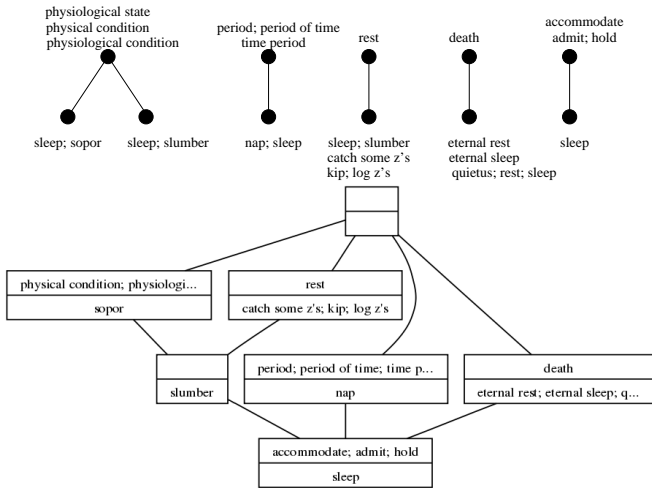 physiological state
physical condition
physiological condition
period; period of time
time period
rest
death
accommodate
admit; hold
sleep; sopor
sleep; slumber
nap; sleep
sleep; slumber
catch some z's
kip; log z's
eternal rest
eternal sleep
quietus; rest; sleep
sleep
physical condition; physiologi...
sopor
rest
catch some z's; kip; log z's
slumber
period; period of time; time p...
nap
death
eternal rest; eternal sleep; q...
accommodate; admit; hold
sleep